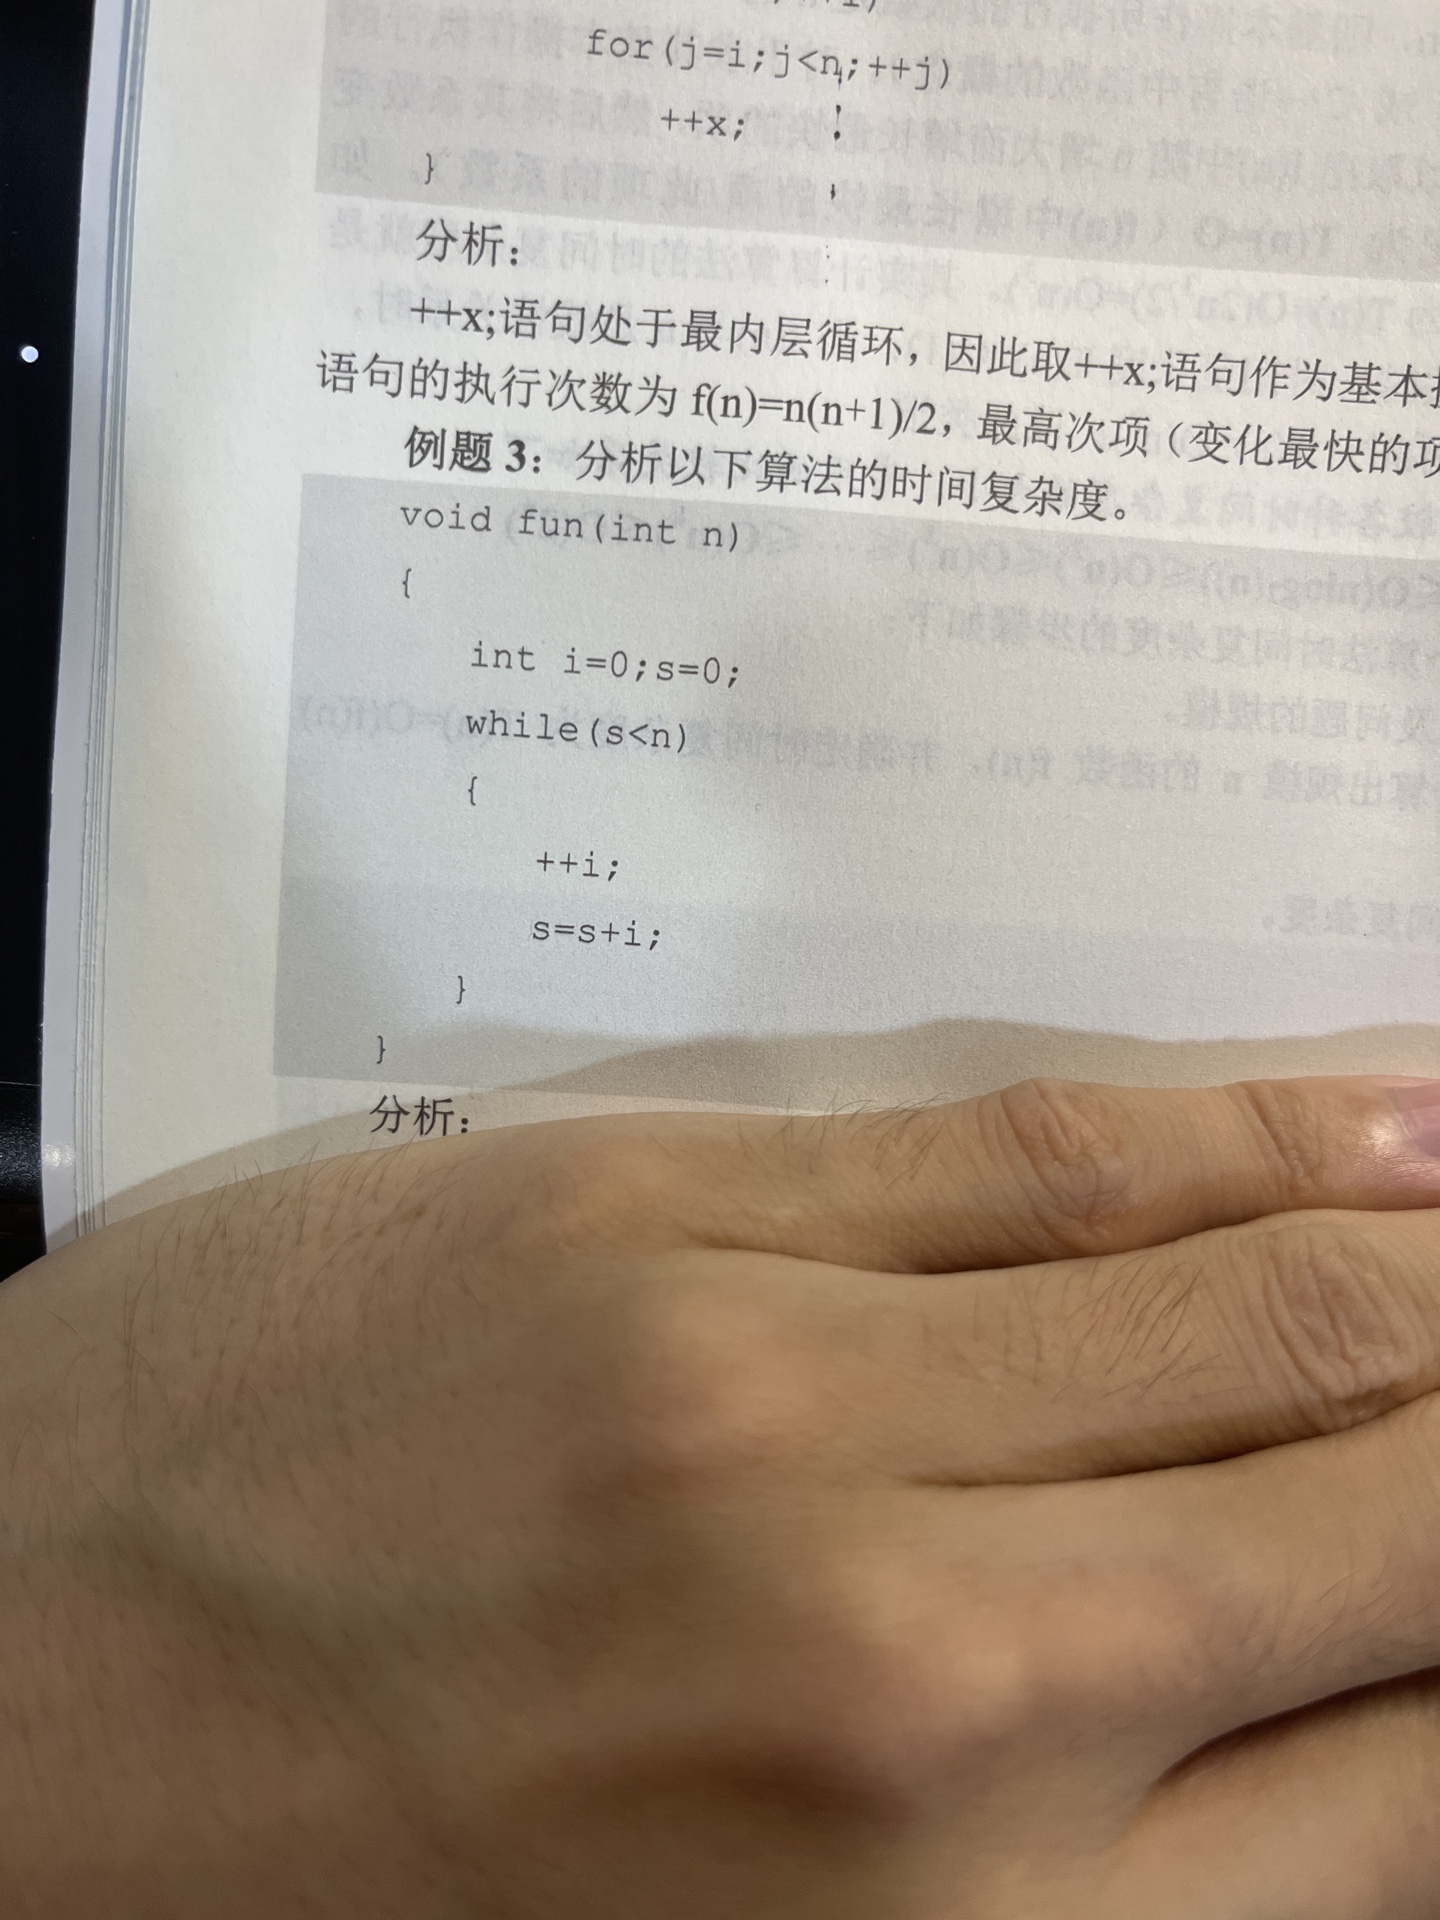 for(j=i;j<n;++j)
++x;
}
分析：
++x;语句处于最内层循环，因此取++x;语句作为基本
语句的执行次数为 f(n)=n(n+1)/2，最高次项（变化最快的项
例题 3：分析以下算法的时间复杂度。
void fun(int n)
{
int i=0;s=0;
while(s<n)
{
++i;
s=s+i;
}
}
分析：